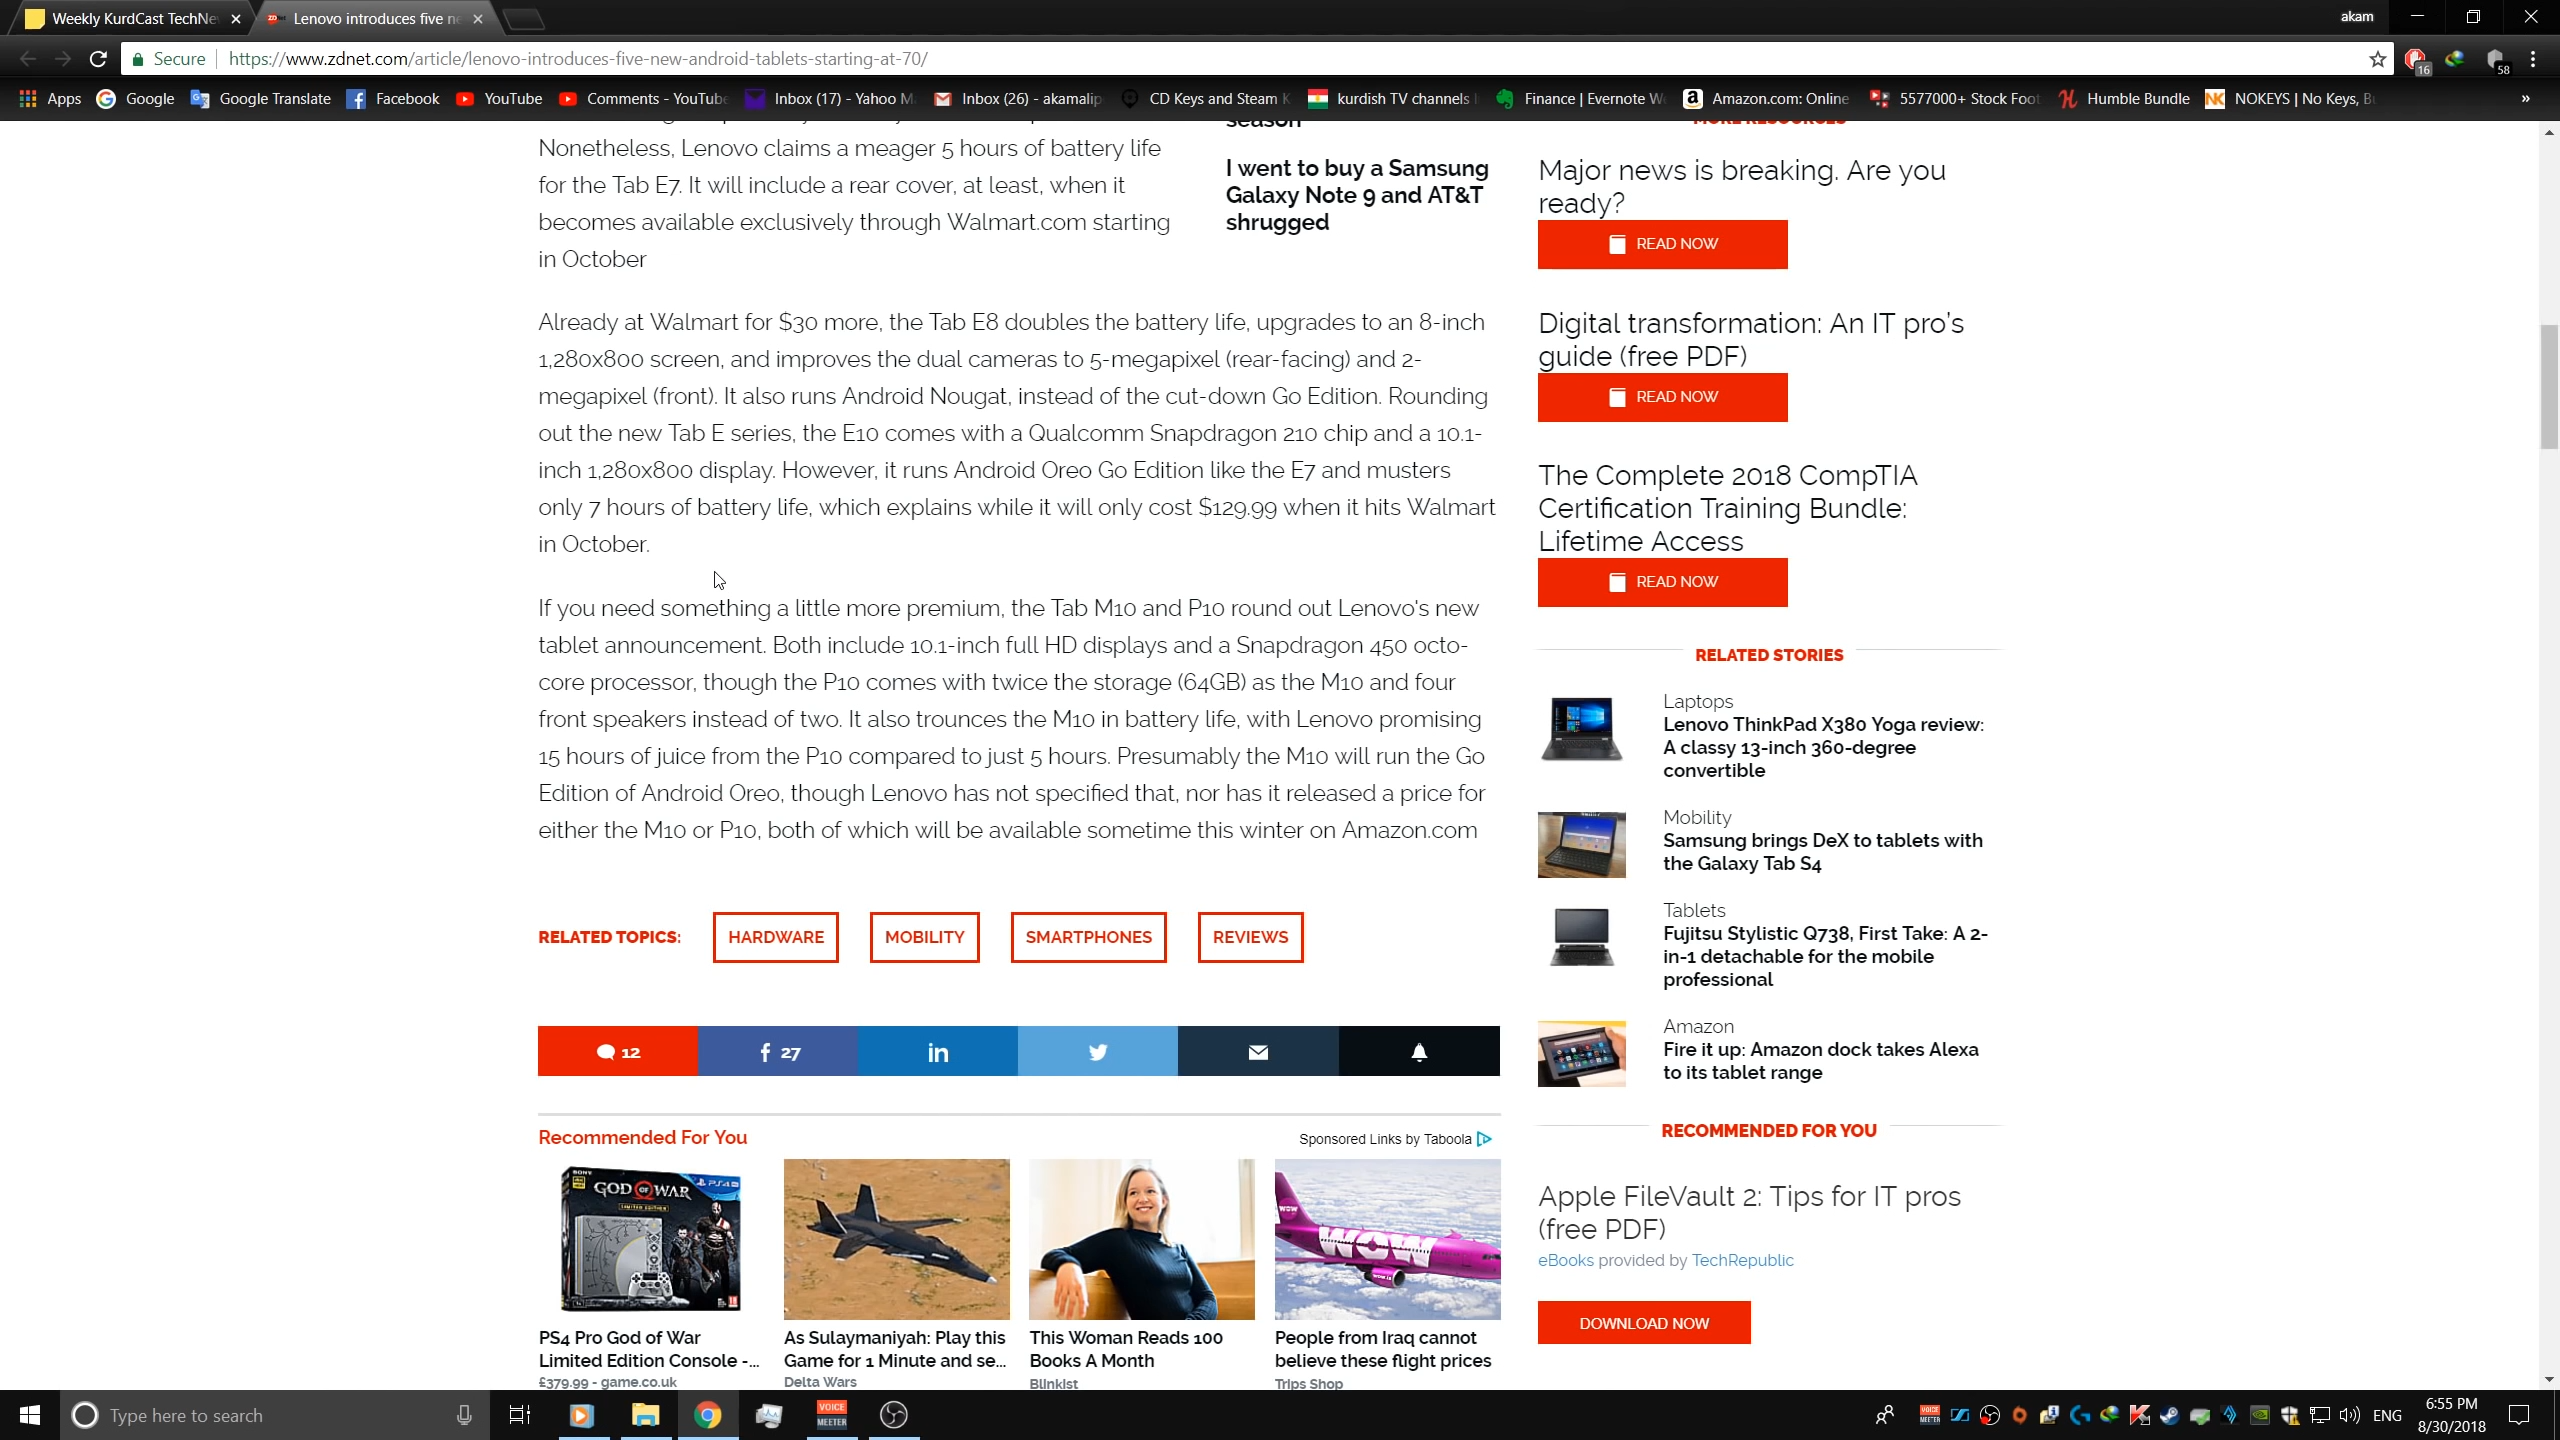 Weekly KurdCast TechNe
Lenovo introduces five ne
akam
Secure
https://www.zdnet.com/article/lenovo-introduces-five-new-android-tablets-starting-at-70/
16
58
Apps
Google
Google Translate
Facebook
YouTube
Comments - YouTube
Inbox (17) - Yahoo M
Inbox (26) - akamalip
CD Keys and Steam K
kurdish TV channels
Finance | Evernote W
Amazon.com: Online
5577000+ Stock Foot
Humble Bundle
NOKEYS | No Keys, B
»
Nonetheless, Lenovo claims a meager 5 hours of battery life
for the Tab E7. It will include a rear cover, at least, when it
becomes available exclusively through Walmart.com starting
in October
season
I went to buy a Samsung
Galaxy Note 9 and AT&T
shrugged
Already at Walmart for $30 more, the Tab E8 doubles the battery life, upgrades to an 8-inch
1,280x800 screen, and improves the dual cameras to 5-megapixel (rear-facing) and 2-
megapixel (front). It also runs Android Nougat, instead of the cut-down Go Edition. Rounding
out the new Tab E series, the E10 comes with a Qualcomm Snapdragon 210 chip and a 10.1-
inch 1,280x800 display. However, it runs Android Oreo Go Edition like the E7 and musters
only 7 hours of battery life, which explains while it will only cost $129.99 when it hits Walmart
in October.
If you need something a little more premium, the Tab M10 and P10 round out Lenovo's new
tablet announcement. Both include 10.1-inch full HD displays and a Snapdragon 450 octo-
core processor, though the P10 comes with twice the storage (64GB) as the M10 and four
front speakers instead of two. It also trounces the M10 in battery life, with Lenovo promising
15 hours of juice from the P10 compared to just 5 hours. Presumably the M10 will run the Go
Edition of Android Oreo, though Lenovo has not specified that, nor has it released a price for
either the M10 or P10, both of which will be available sometime this winter on Amazon.com
RELATED TOPICS:
HARDWARE
MOBILITY
SMARTPHONES
REVIEWS
12
27
Recommended For You
Sponsored Links by Taboola
SONY
PS4 PRO
GOD OF WAR
LIMITED EDITION
PS4 Pro God of War
Limited Edition Console -...
£379.99 - game.co.uk
As Sulaymaniyah: Play this
Game for 1 Minute and se...
Delta Wars
This Woman Reads 100
Books A Month
Blinkist
WOW
WOW
People from Iraq cannot
believe these flight prices
Trips Shop
MORE RESOURCES
Major news is breaking. Are you
ready?
READ NOW
Digital transformation: An IT pro's
guide (free PDF)
READ NOW
The Complete 2018 CompTIA
Certification Training Bundle:
Lifetime Access
READ NOW
RELATED STORIES
Laptops
Lenovo ThinkPad X380 Yoga review:
A classy 13-inch 360-degree
convertible
Mobility
Samsung brings DeX to tablets with
the Galaxy Tab S4
Tablets
Fujitsu Stylistic Q738, First Take: A 2-
in-1 detachable for the mobile
professional
Amazon
Fire it up: Amazon dock takes Alexa
to its tablet range
RECOMMENDED FOR YOU
Apple FileVault 2: Tips for IT pros
(free PDF)
eBooks provided by TechRepublic
DOWNLOAD NOW
Type here to search
VOICE
MEETER
ENG
6:55 PM
8/30/2018